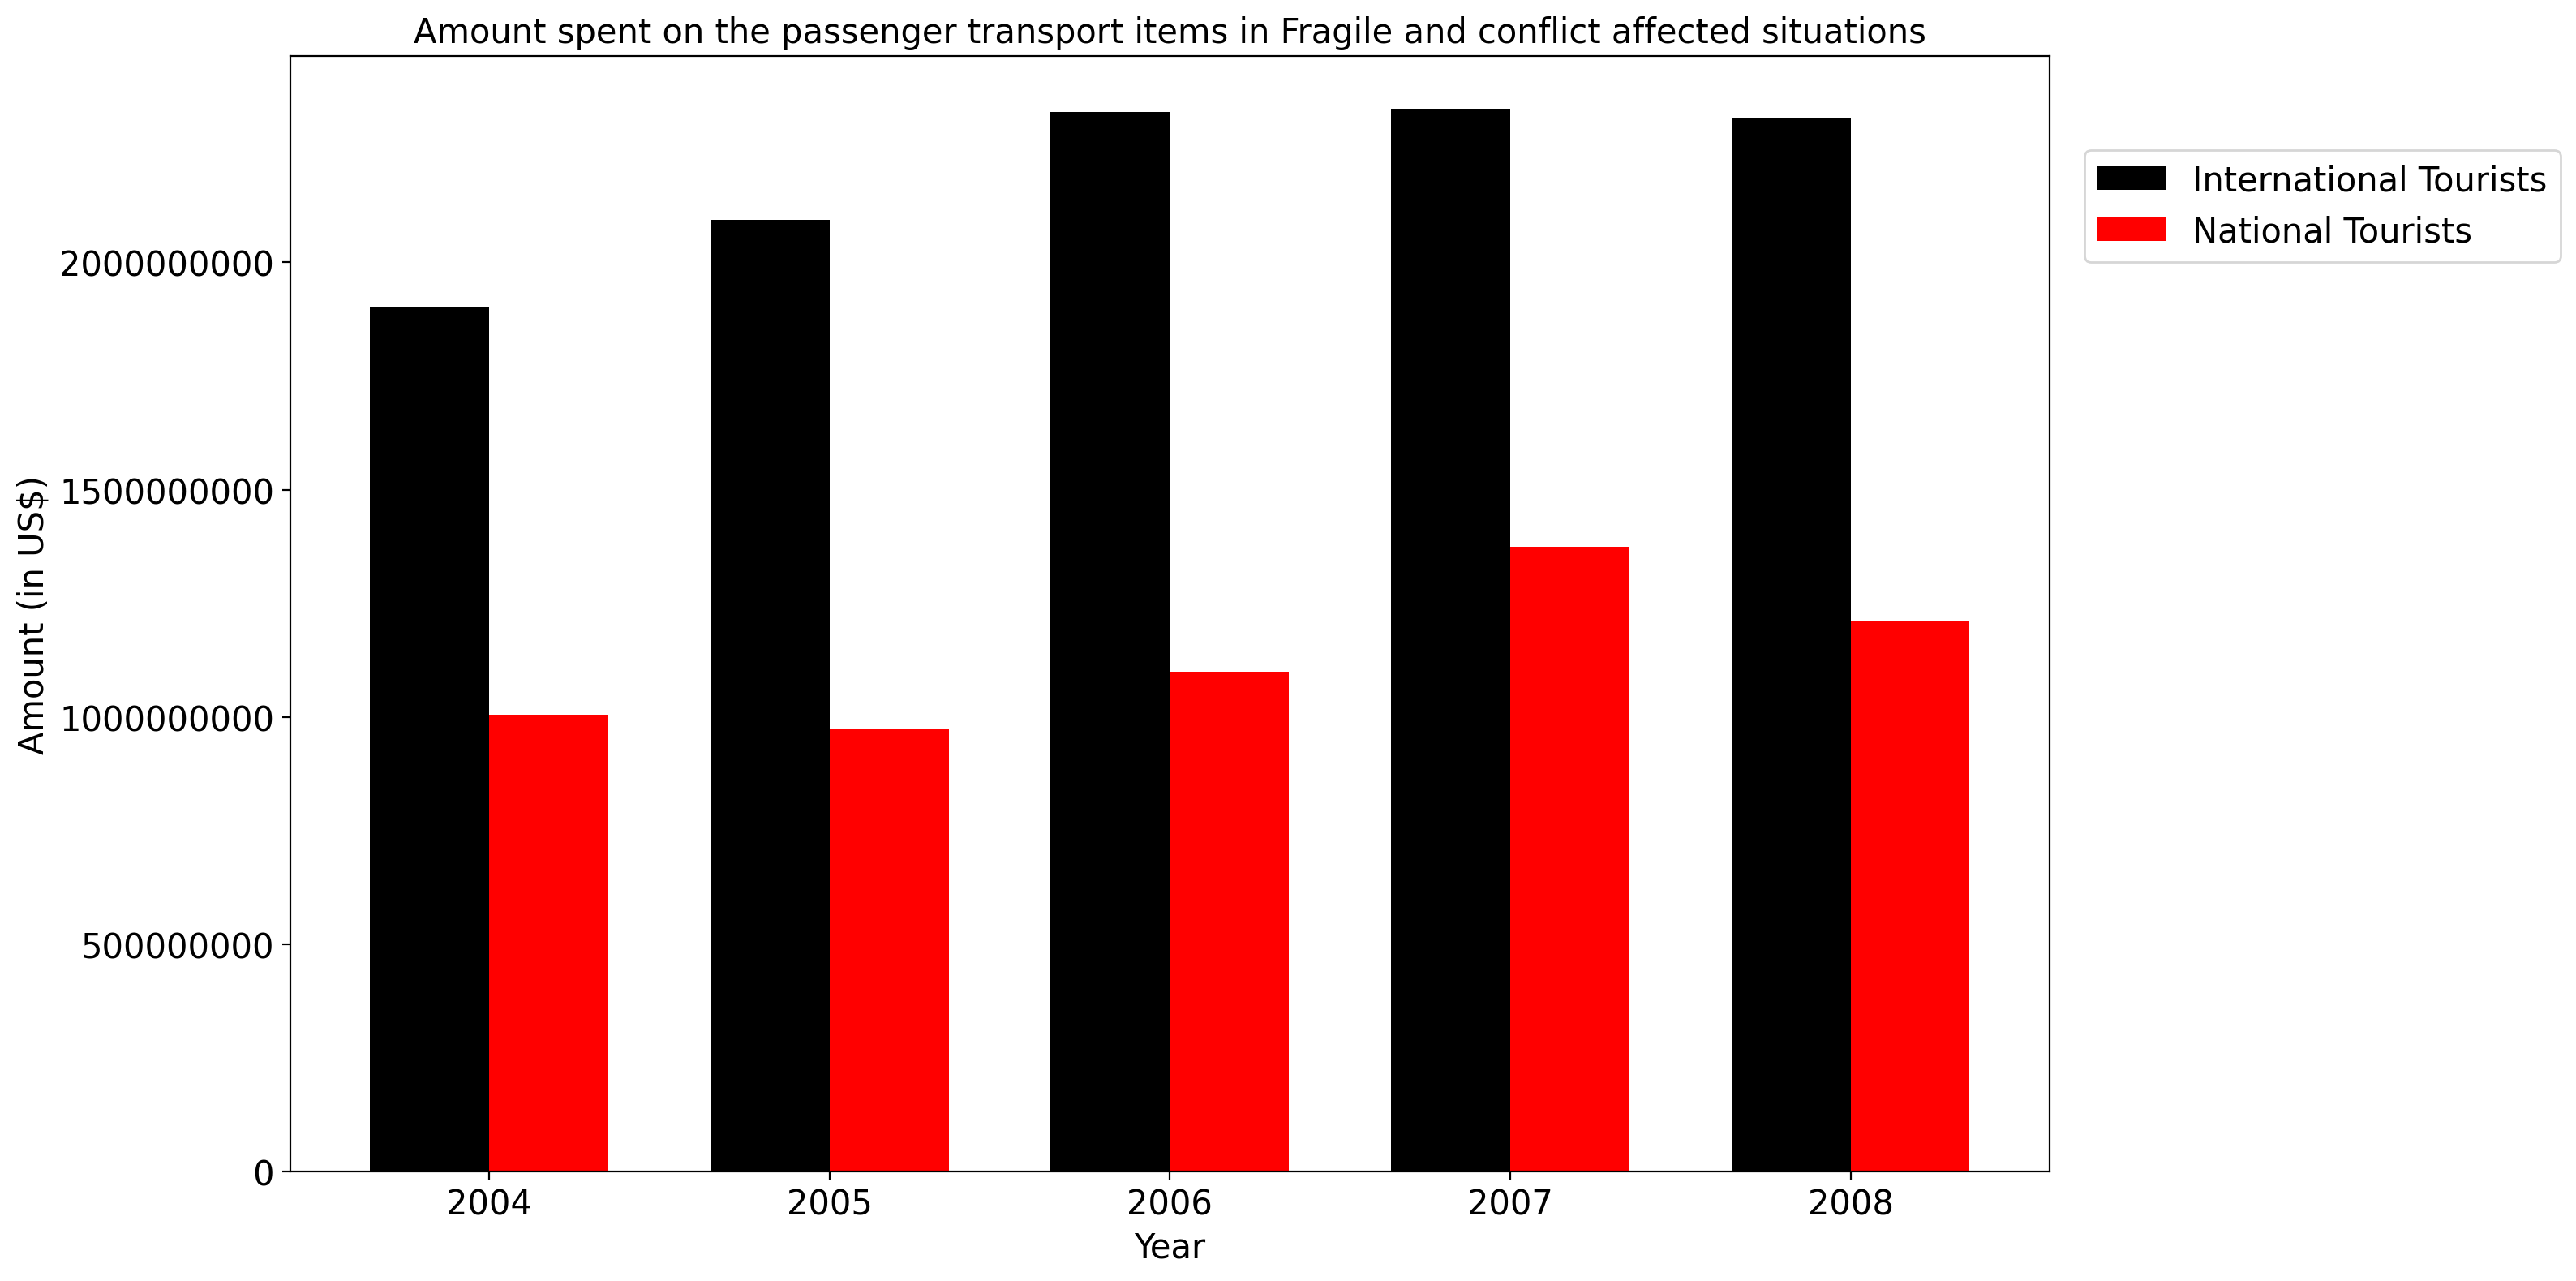 Amount spent on the passenger transport items in Fragile and conflict affected situations
Amount (in US$)
2000000000
1500000000
1000000000
500000000
0
2004 2005 2006 2007 2008
Year
International Tourists
National Tourists